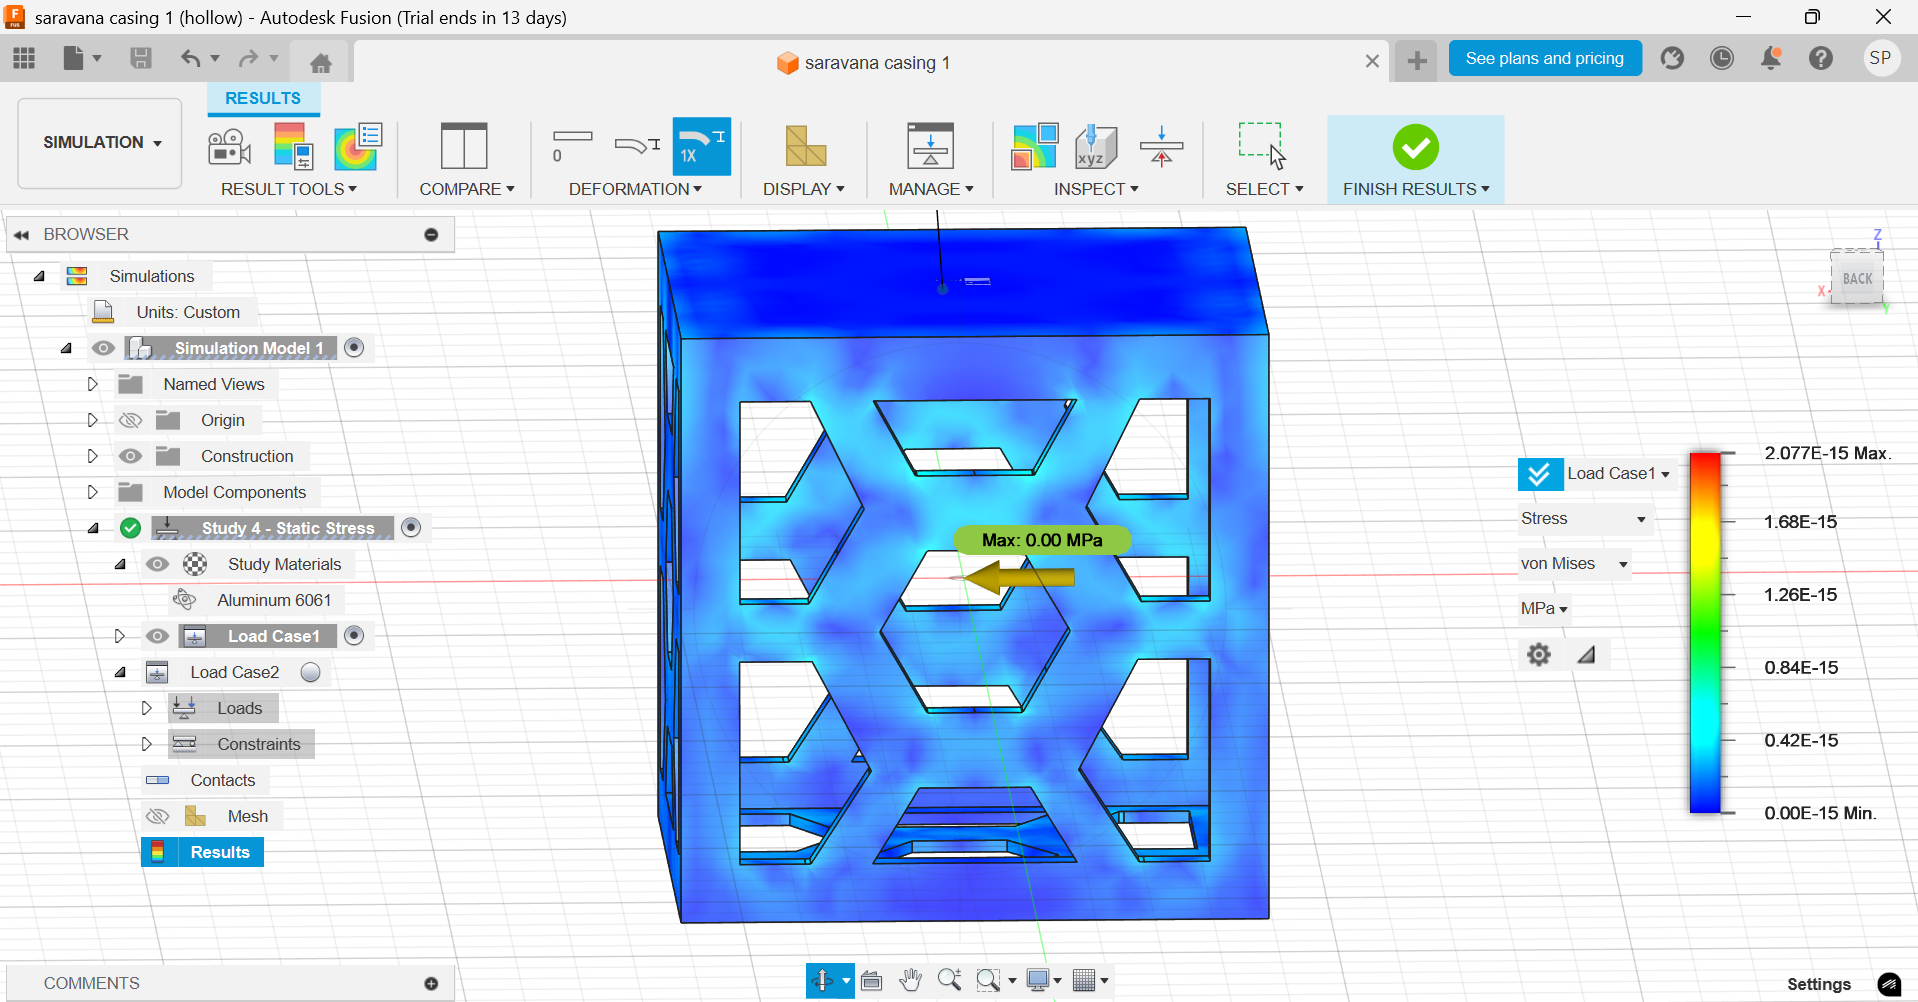 saravana casing 1 (hollow) - Autodesk Fusion (Trial ends in 13 days)
saravana casing 1
See plans and pricing
SP
RESULTS
SIMULATION
0
1X
xyz
RESULT TOOLS
COMPARE
DEFORMATION
DISPLAY
MANAGE
INSPECT
SELECT
FINISH RESULTS
BROWSER
Simulations
Units: Custom
Simulation Model 1
Named Views
Origin
Construction
Model Components
Study 4 - Static Stress
Study Materials
Aluminum 6061
Load Case1
Load Case2
Loads
Constraints
Contacts
Mesh
Results
Max: 0.00 MPa
Z
BACK
X
Y
Load Case1
Stress
von Mises
MPa
2.077E-15 Max.
1.68E-15
1.26E-15
0.84E-15
0.42E-15
0.00E-15 Min.
COMMENTS
Settings